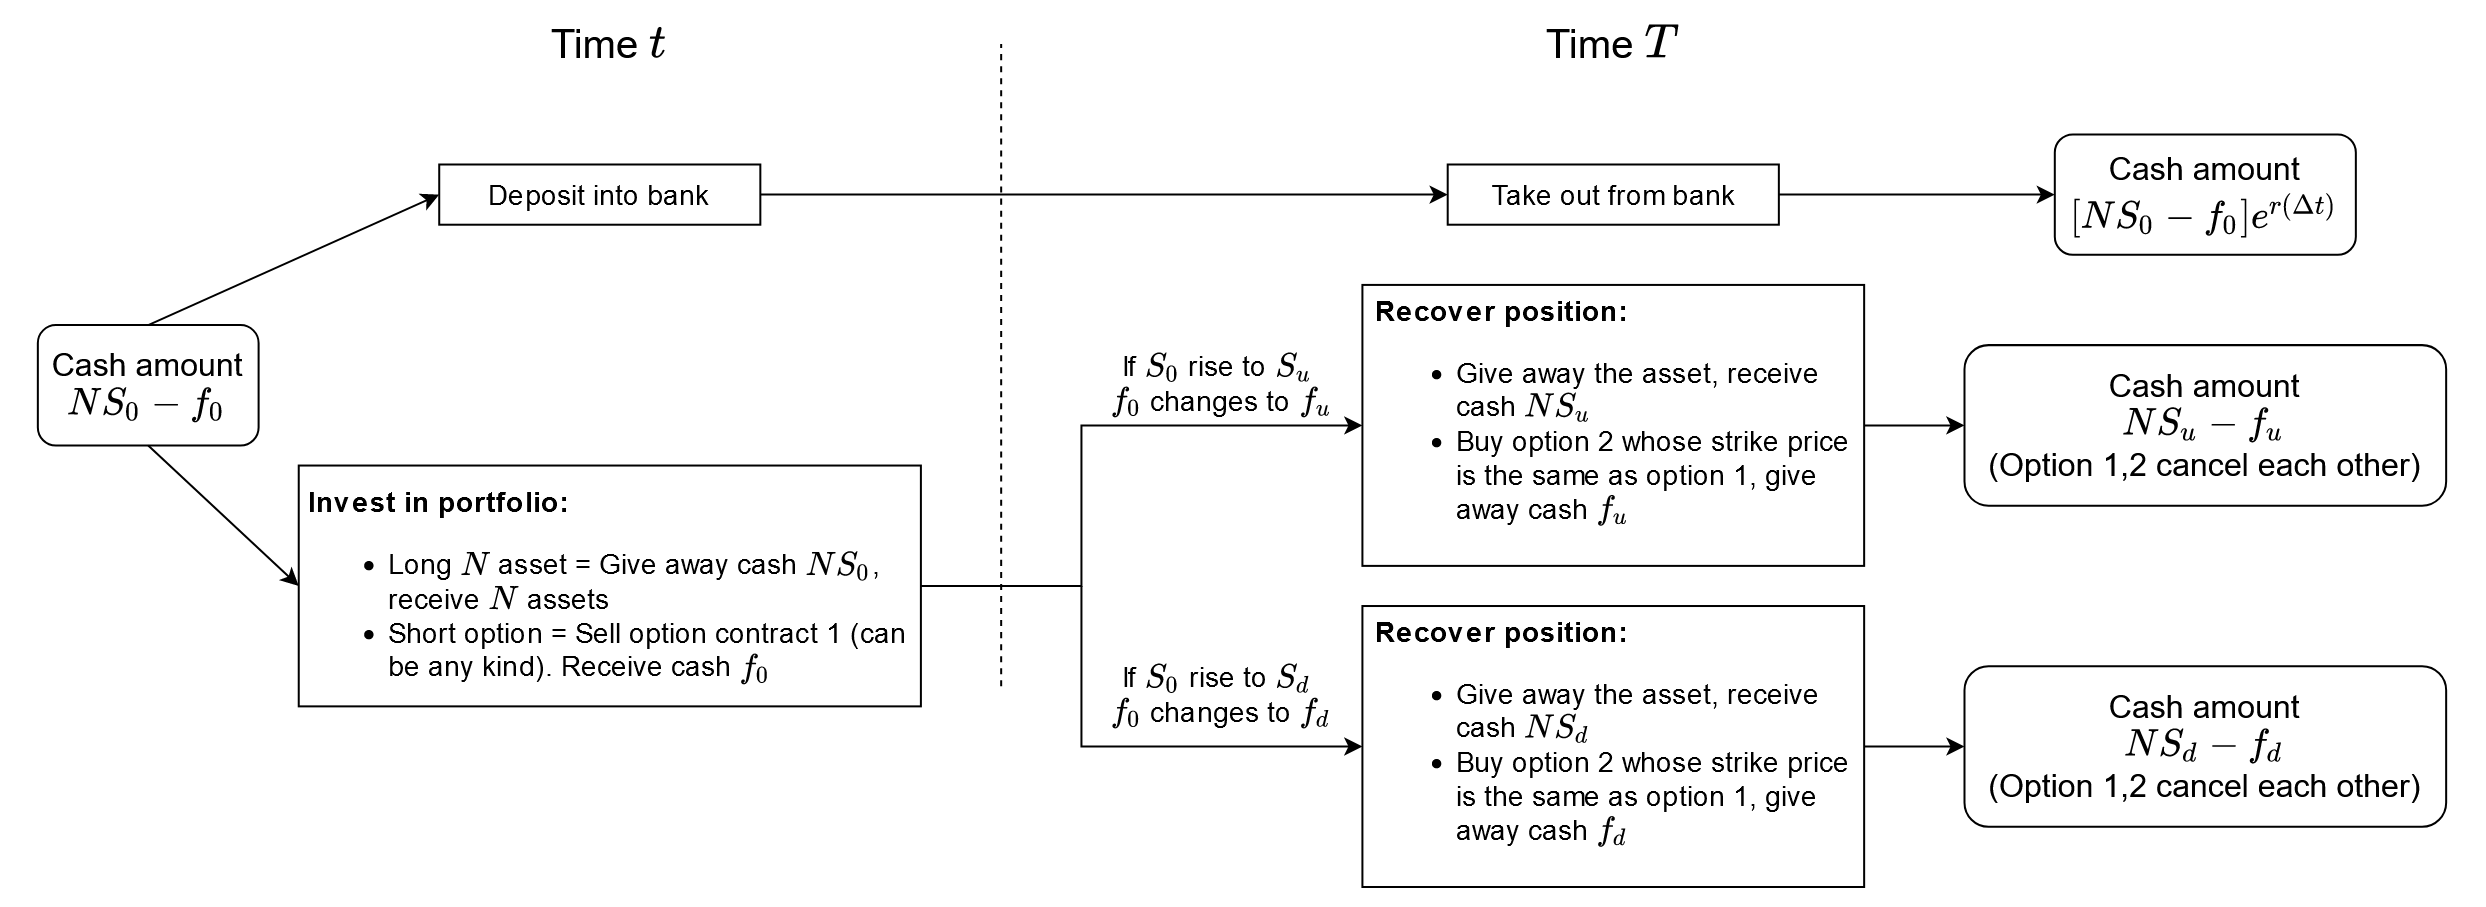 Time $t$
Time $T$
Deposit into bank
Take out from bank
Cash amount
$[NS_0 - f_0]e^{r(\Delta t)}$
Cash amount
$NS_0 - f_0$
Invest in portfolio:
• Long $N$ asset = Give away cash $NS_0$,
receive $N$ assets
• Short option = Sell option contract 1 (can
be any kind). Receive cash $f_0$
If $S_0$ rise to $S_u$
$f_0$ changes to $f_u$
Recover position:
• Give away the asset, receive
cash $NS_u$
• Buy option 2 whose strike price
is the same as option 1, give
away cash $f_u$
Cash amount
$NS_u - f_u$
(Option 1,2 cancel each other)
If $S_0$ rise to $S_d$
$f_0$ changes to $f_d$
Recover position:
• Give away the asset, receive
cash $NS_d$
• Buy option 2 whose strike price
is the same as option 1, give
away cash $f_d$
Cash amount
$NS_d - f_d$
(Option 1,2 cancel each other)